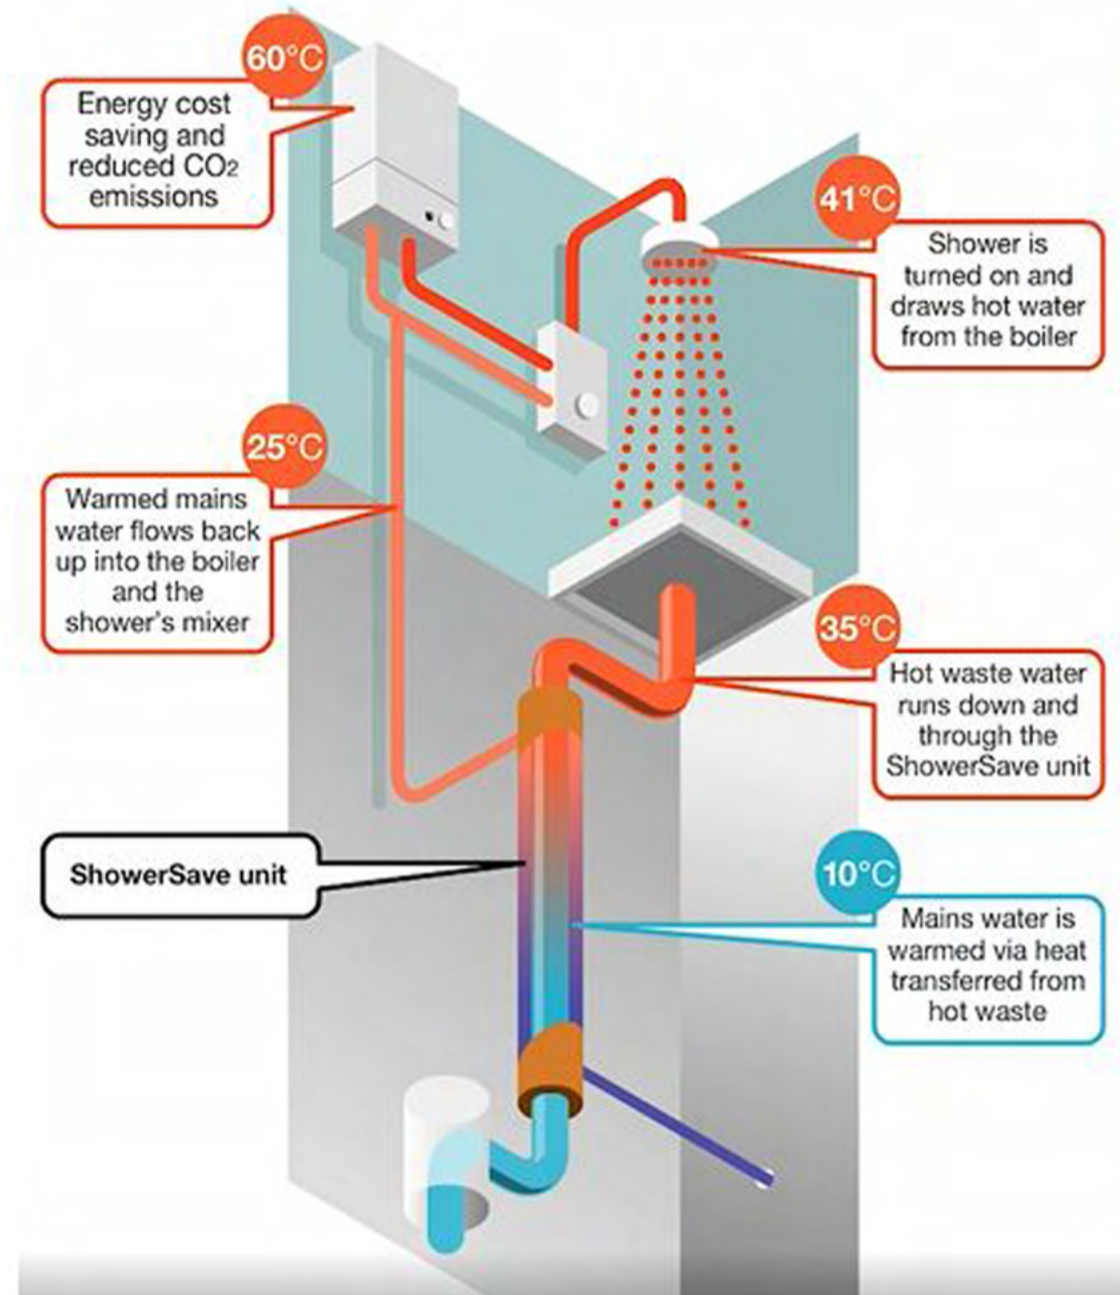 60°C
Energy cost
saving and
reduced CO2
emissions
41°C
Shower is
turned on and
draws hot water
from the boiler
25°C
Warmed mains
water flows back
up into the boiler
and the
shower's mixer
35°C
Hot waste water
runs down and
through the
ShowerSave unit
ShowerSave unit
10°C
Mains water is
warmed via heat
transferred from
hot waste